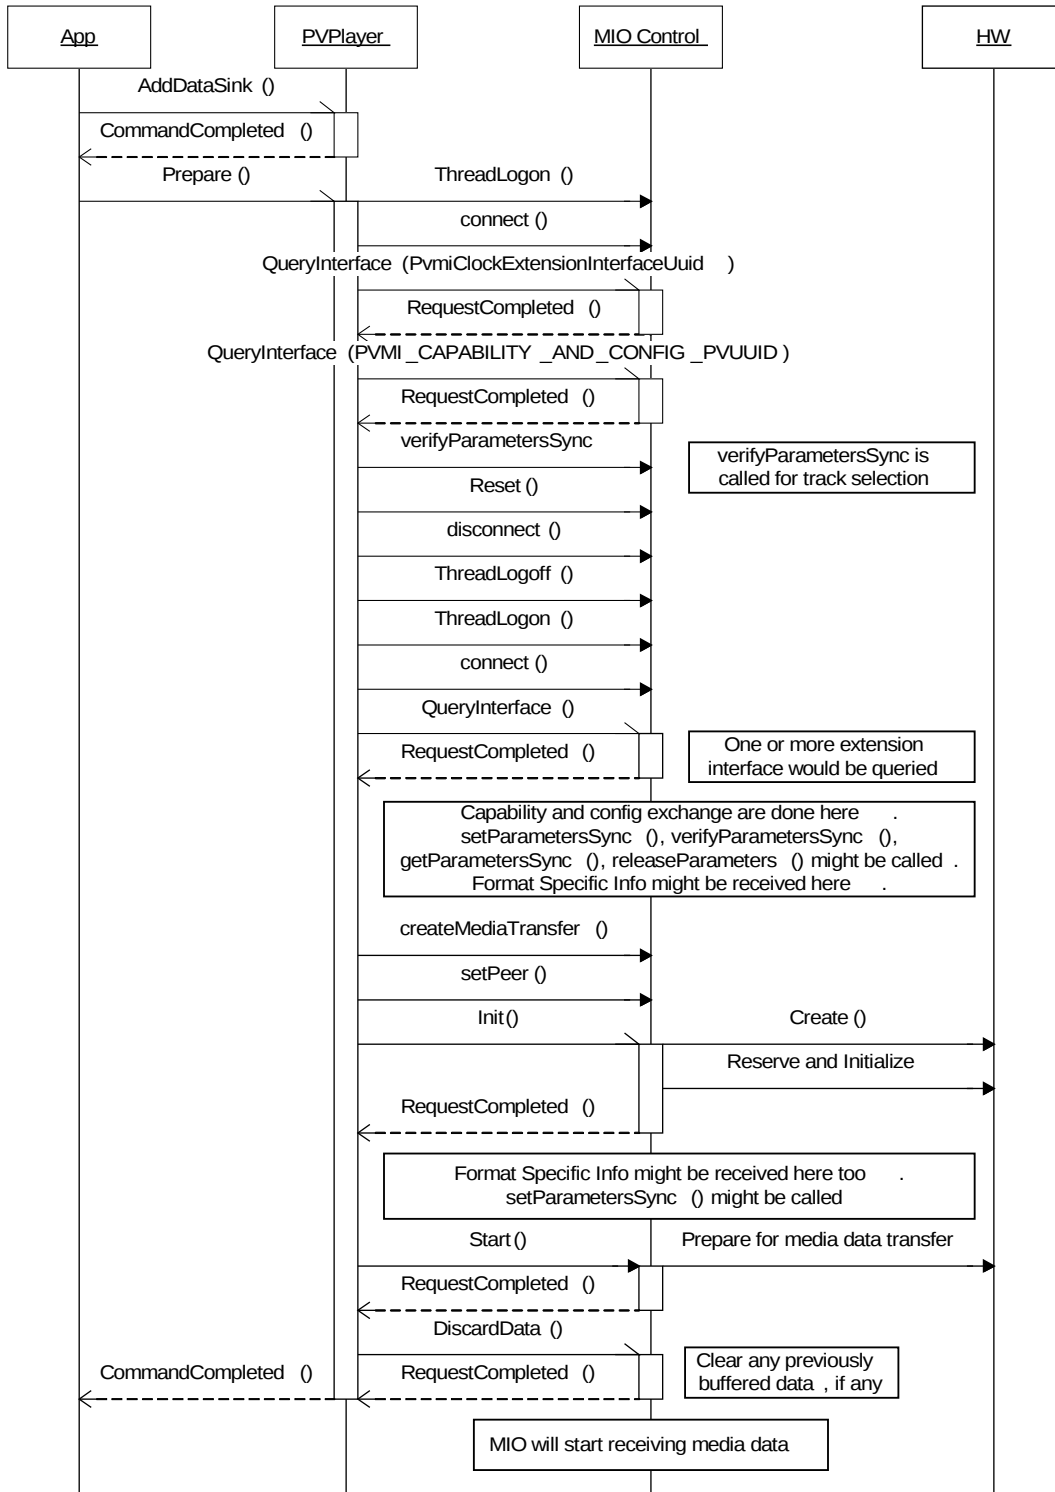 App
PVPlayer
MIO Control
HW
AddDataSink ()
CommandCompleted ()
Prepare ()
ThreadLogon ()
connect ()
QueryInterface (PvmiClockExtensionInterfaceUuid )
RequestCompleted ()
QueryInterface (PVMI _CAPABILITY _AND_CONFIG _PVUUID )
RequestCompleted ()
verifyParametersSync
verifyParametersSync is
called for track selection
Reset ()
disconnect ()
ThreadLogoff ()
ThreadLogon ()
connect ()
QueryInterface ()
RequestCompleted ()
One or more extension
interface would be queried
Capability and config exchange are done here .
setParametersSync (), verifyParametersSync (),
getParametersSync (), releaseParameters () might be called .
Format Specific Info might be received here .
createMediaTransfer ()
setPeer ()
Init()
Create ()
Reserve and Initialize
RequestCompleted ()
Format Specific Info might be received here too .
setParametersSync () might be called
Start ()
Prepare for media data transfer
RequestCompleted ()
DiscardData ()
CommandCompleted ()
RequestCompleted ()
Clear any previously
buffered data , if any
MIO will start receiving media data